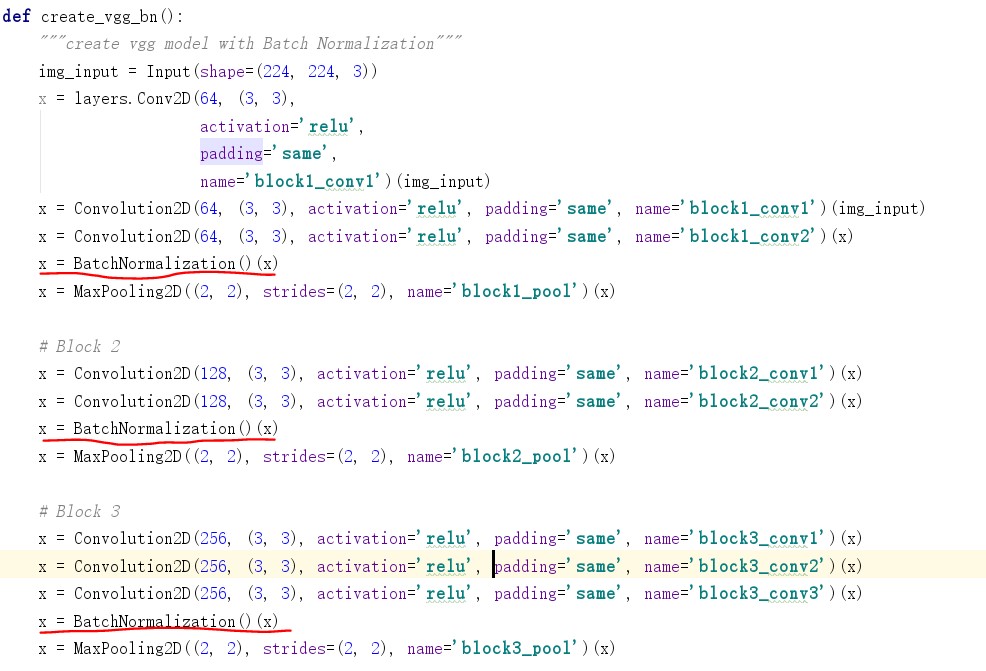 def create_vgg_bn():
"""create vgg model with Batch Normalization"""
img_input = Input(shape=(224, 224, 3))
x = layers.Conv2D(64, (3, 3),
activation='relu',
padding='same',
name='block1_conv1')(img_input)
x = Convolution2D(64, (3, 3), activation='relu', padding='same', name='block1_conv1')(img_input)
x = Convolution2D(64, (3, 3), activation='relu', padding='same', name='block1_conv2')(x)
x = BatchNormalization()(x)
x = MaxPooling2D((2, 2), strides=(2, 2), name='block1_pool')(x)
# Block 2
x = Convolution2D(128, (3, 3), activation='relu', padding='same', name='block2_conv1')(x)
x = Convolution2D(128, (3, 3), activation='relu', padding='same', name='block2_conv2')(x)
x = BatchNormalization()(x)
x = MaxPooling2D((2, 2), strides=(2, 2), name='block2_pool')(x)
# Block 3
x = Convolution2D(256, (3, 3), activation='relu', padding='same', name='block3_conv1')(x)
x = Convolution2D(256, (3, 3), activation='relu', padding='same', name='block3_conv2')(x)
x = Convolution2D(256, (3, 3), activation='relu', padding='same', name='block3_conv3')(x)
x = BatchNormalization()(x)
x = MaxPooling2D((2, 2), strides=(2, 2), name='block3_pool')(x)